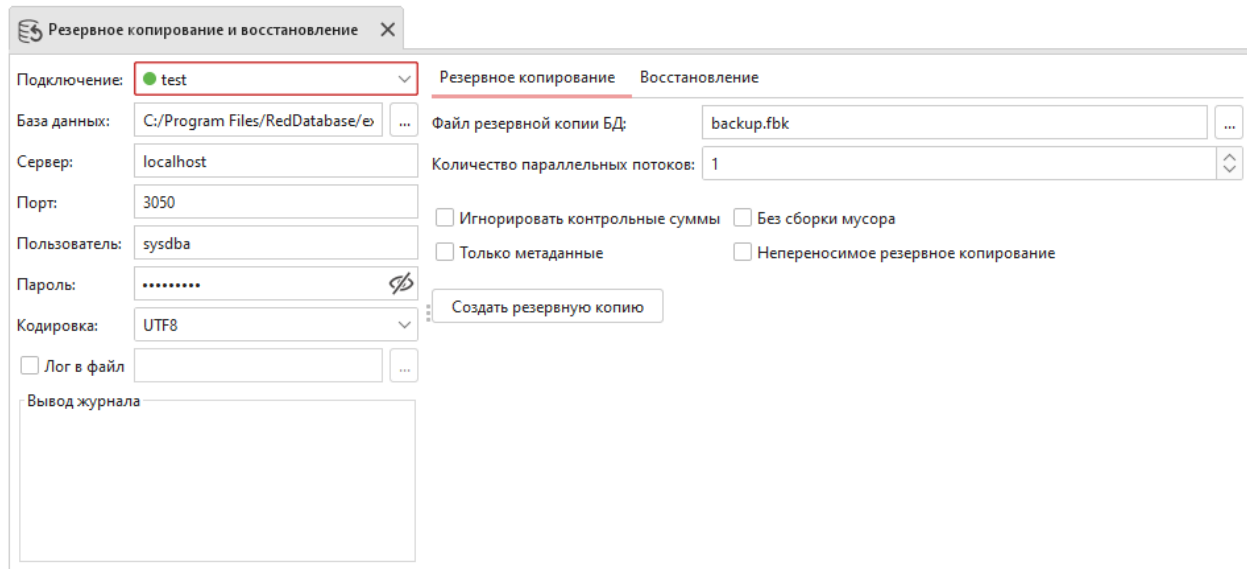 Резервное копирование и восстановление
Подключение: test
База данных: C:/Program Files/RedDatabase/ex ...
Сервер: localhost
Порт: 3050
Пользователь: sysdba
Пароль: •••••••••
Кодировка: UTF8
Лог в файл ...
Вывод журнала
Резервное копирование Восстановление
Файл резервной копии БД: backup.fbk ...
Количество параллельных потоков: 1
Игнорировать контрольные суммы Без сборки мусора
Только метаданные Непереносимое резервное копирование
Создать резервную копию